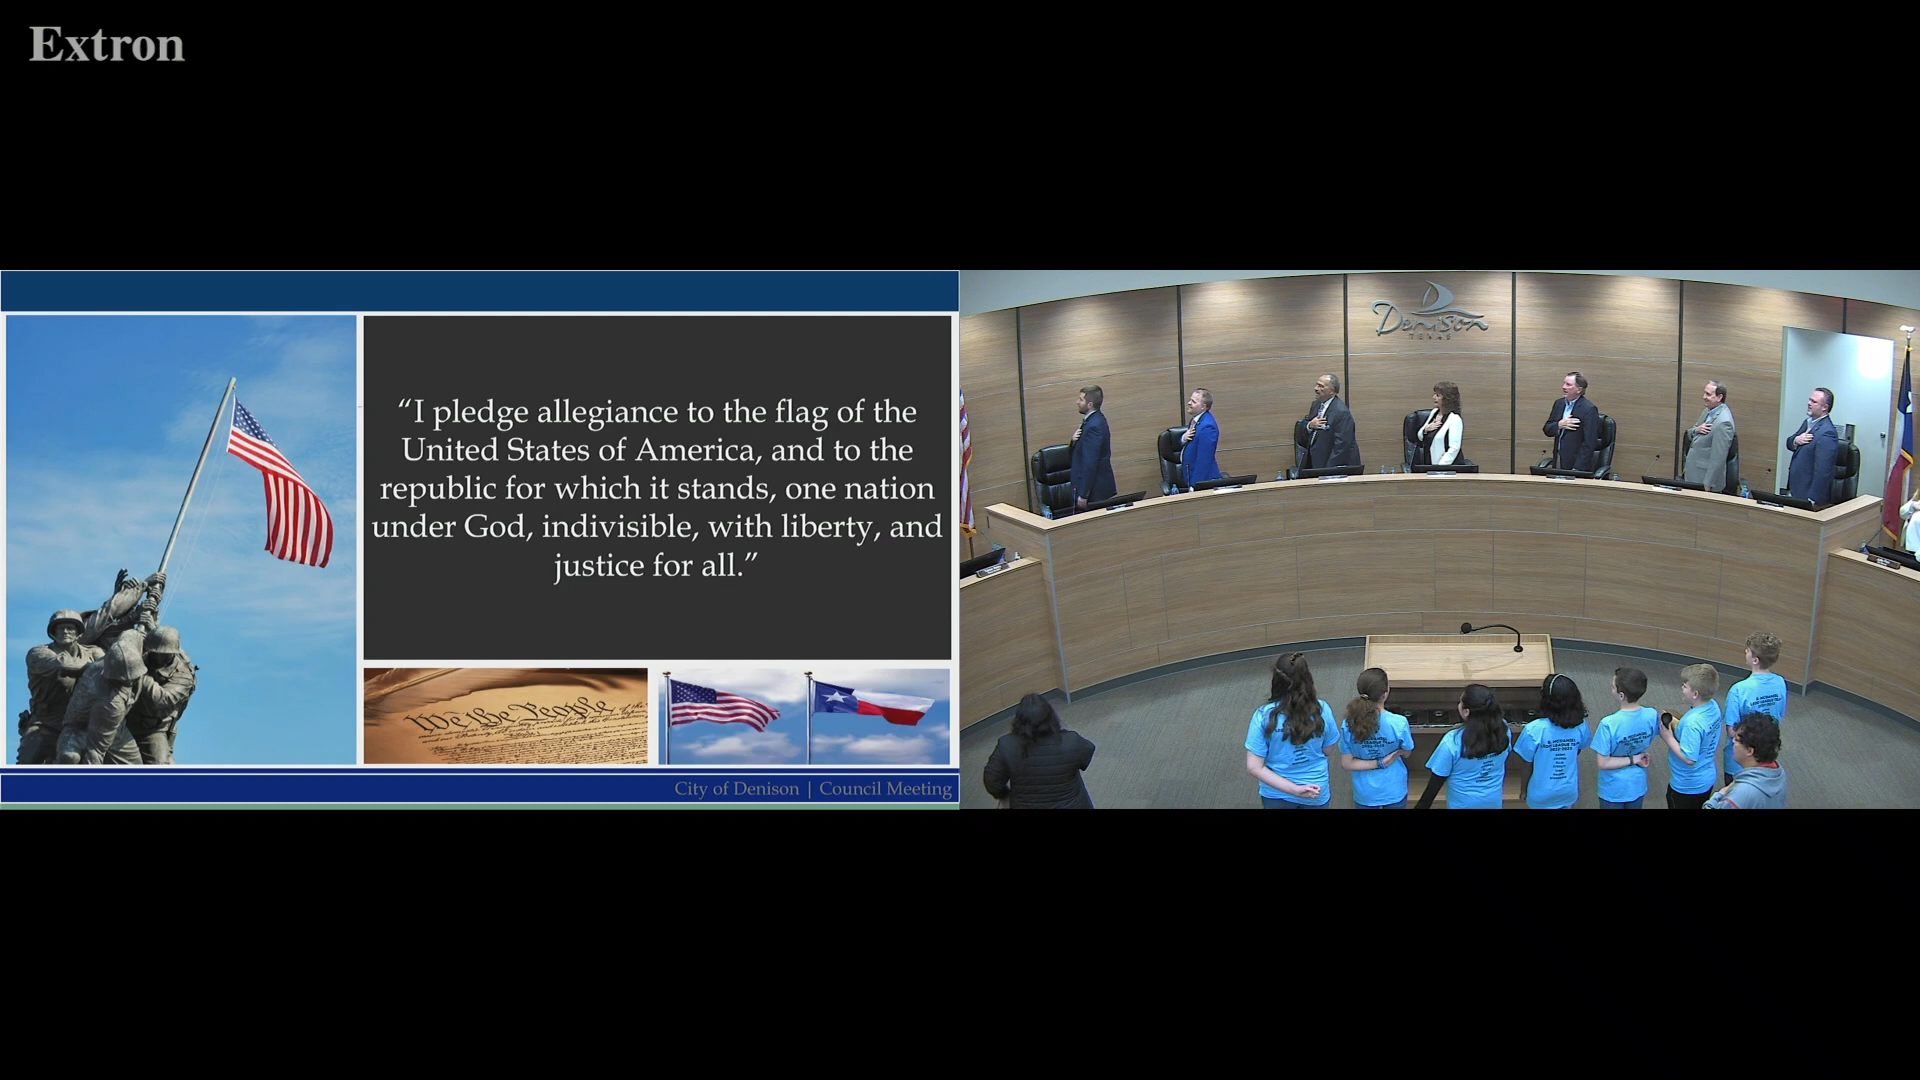 Extron
“I pledge allegiance to the flag of the
United States of America, and to the
republic for which it stands, one nation
under God, indivisible, with liberty, and
justice for all.”
We the People
City of Denison | Council Meeting
Denison
TEXAS